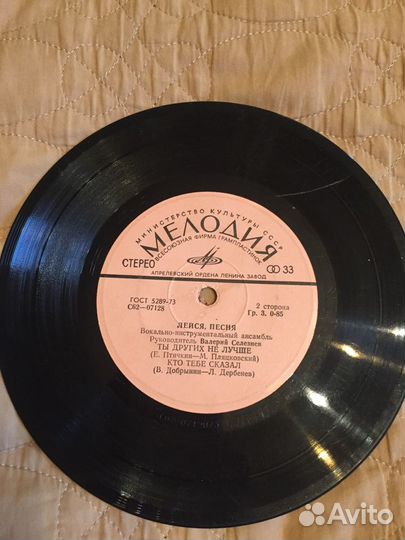 МИНИСТЕРСТВО КУЛЬТУРЫ СССР
МЕЛОДИЯ
ВСЕСОЮЗНАЯ ФИРМА ГРАМПЛАСТИНОК
СТЕРЕО
33
АПРЕЛЕВСКИЙ ОРДЕНА ЛЕНИНА ЗАВОД
ГОСТ 5289-73
С62—07128
2 сторона
Гр. 3. 0-85
ЛЕЙСЯ, ПЕСНЯ
Вокально-инструментальный ансамбль
Руководитель Валерий Селезнев
ТЫ ДРУГИХ НЕ ЛУЧШЕ
(Е. Птичкин—М. Пляцковский)
КТО ТЕБЕ СКАЗАЛ
(В. Добрынин—Л. Дербенев)
Avito